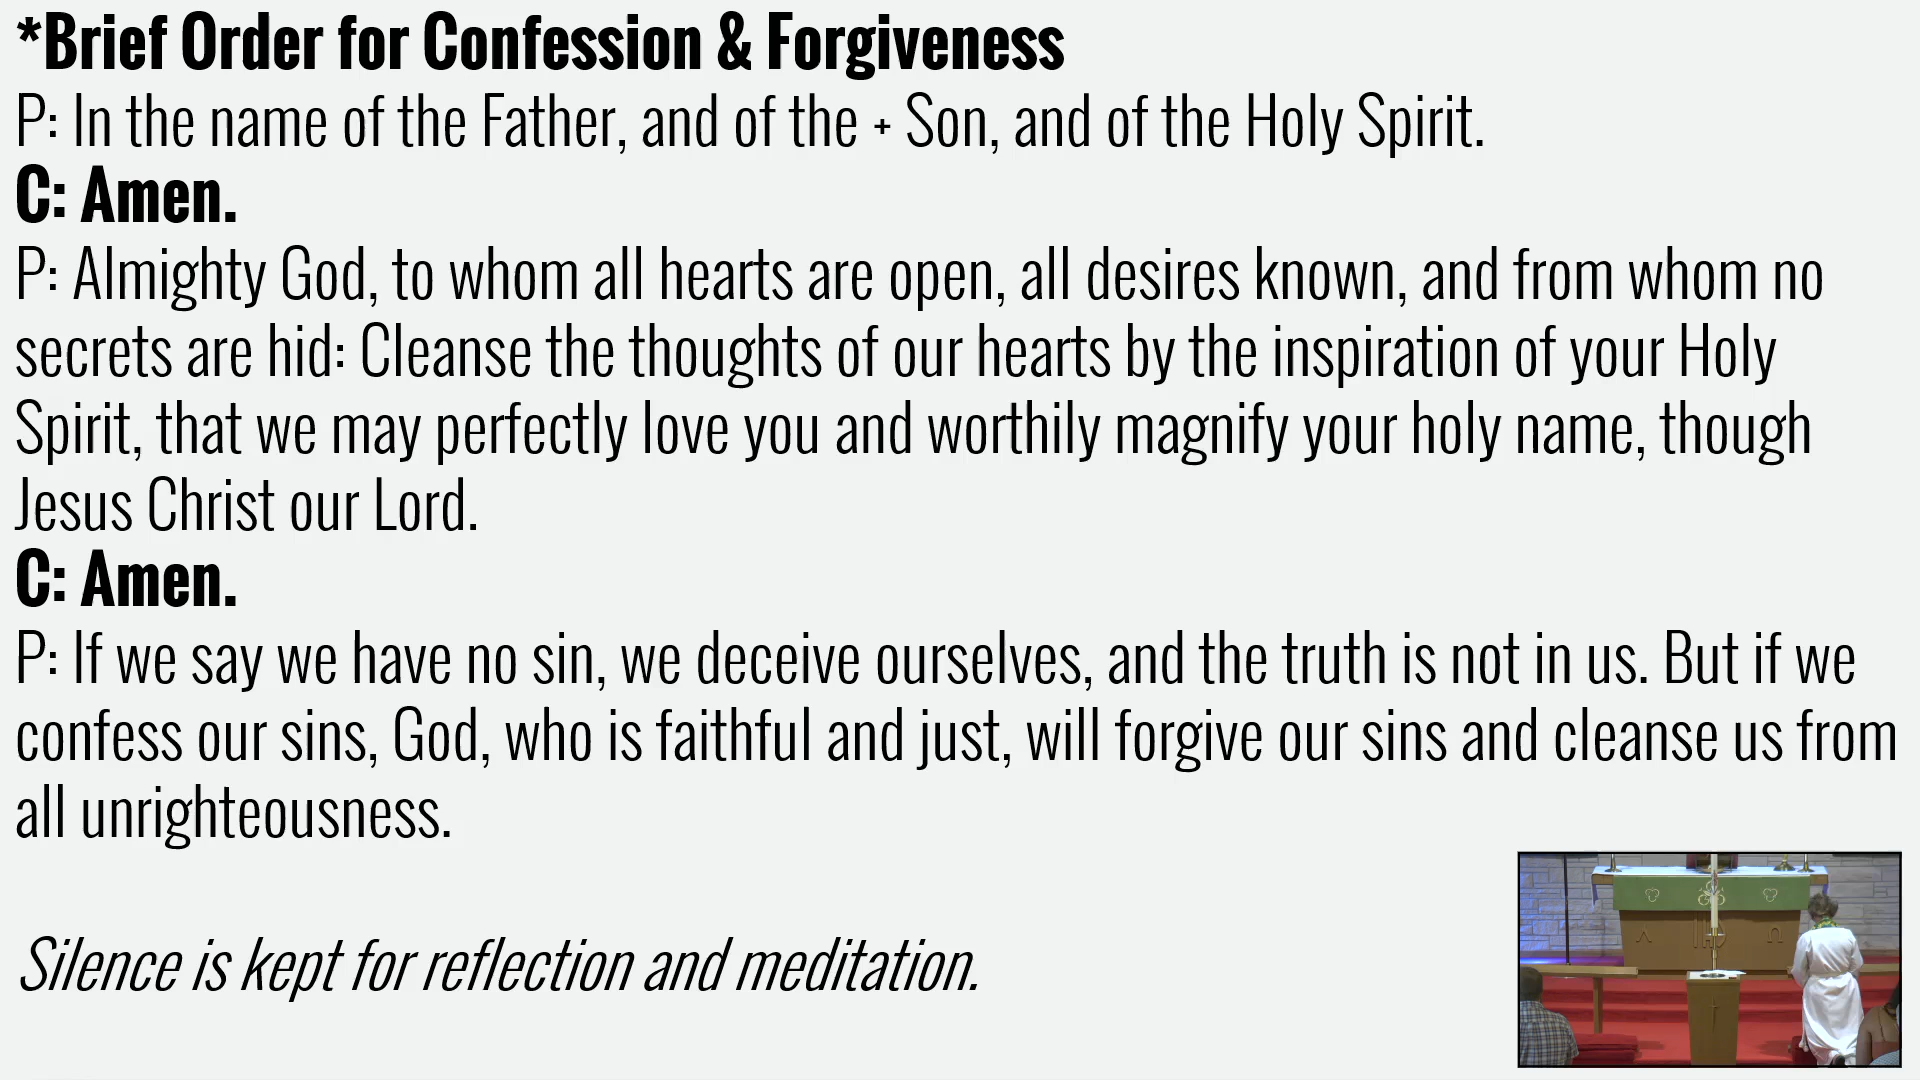 *Brief Order for Confession & Forgiveness
P: In the name of the Father, and of the + Son, and of the Holy Spirit.
C: Amen.
P: Almighty God, to whom all hearts are open, all desires known, and from whom no
secrets are hid: Cleanse the thoughts of our hearts by the inspiration of your Holy
Spirit, that we may perfectly love you and worthily magnify your holy name, though
Jesus Christ our Lord.
C: Amen.
P: If we say we have no sin, we deceive ourselves, and the truth is not in us. But if we
confess our sins, God, who is faithful and just, will forgive our sins and cleanse us from
all unrighteousness.
Silence is kept for reflection and meditation.
Α IHS Ω